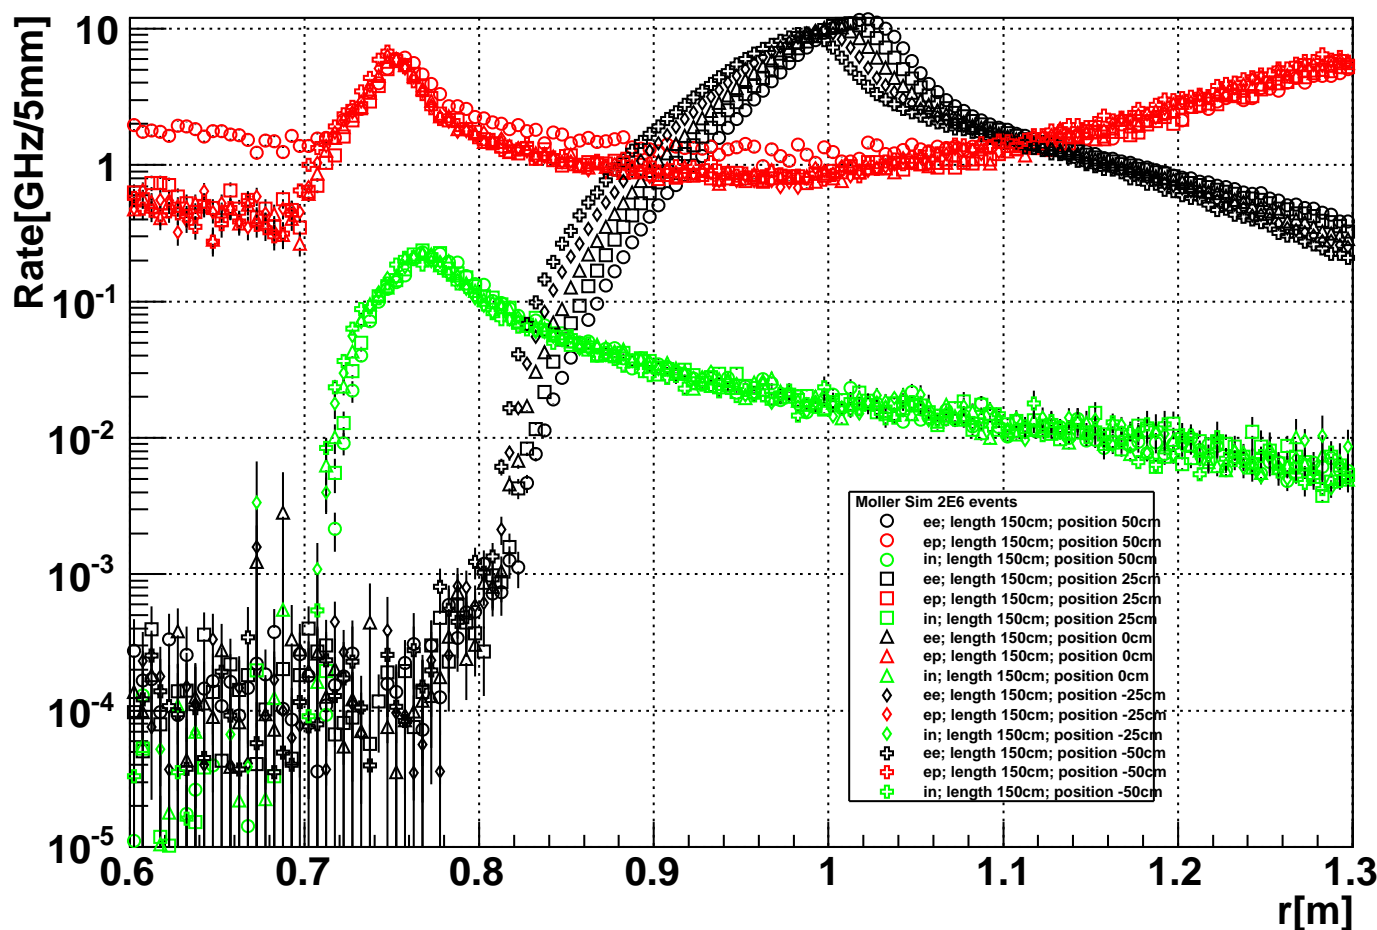 Rate[GHz/5mm]
10
1
10-1
10-2
10-3
10-4
10-5
Moller Sim 2E6 events
ee; length 150cm; position 50cm
ep; length 150cm; position 50cm
in; length 150cm; position 50cm
ee; length 150cm; position 25cm
ep; length 150cm; position 25cm
in; length 150cm; position 25cm
ee; length 150cm; position 0cm
ep; length 150cm; position 0cm
in; length 150cm; position 0cm
ee; length 150cm; position -25cm
ep; length 150cm; position -25cm
in; length 150cm; position -25cm
ee; length 150cm; position -50cm
ep; length 150cm; position -50cm
in; length 150cm; position -50cm
0.6 0.7 0.8 0.9 1 1.1 1.2 1.3
r[m]